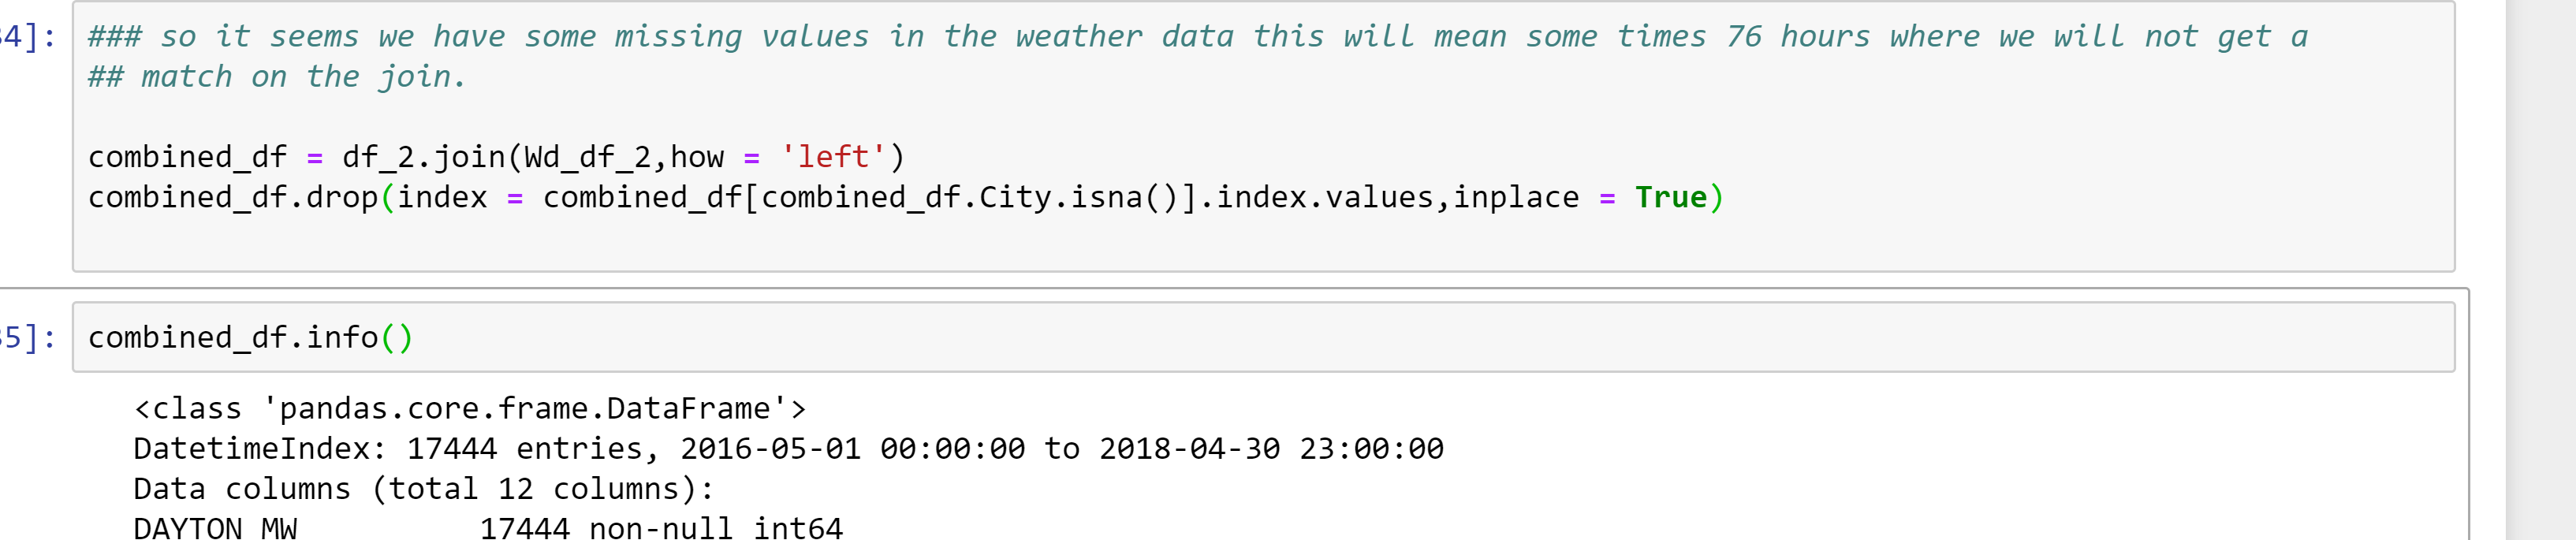 4]:
### so it seems we have some missing values in the weather data this will mean some times 76 hours where we will not get a
## match on the join.
combined_df = df_2.join(Wd_df_2,how = 'left')
combined_df.drop(index = combined_df[combined_df.City.isna()].index.values,inplace = True)
5]:
combined_df.info()
<class 'pandas.core.frame.DataFrame'>
DatetimeIndex: 17444 entries, 2016-05-01 00:00:00 to 2018-04-30 23:00:00
Data columns (total 12 columns):
DAYTON_MW 17444 non-null int64